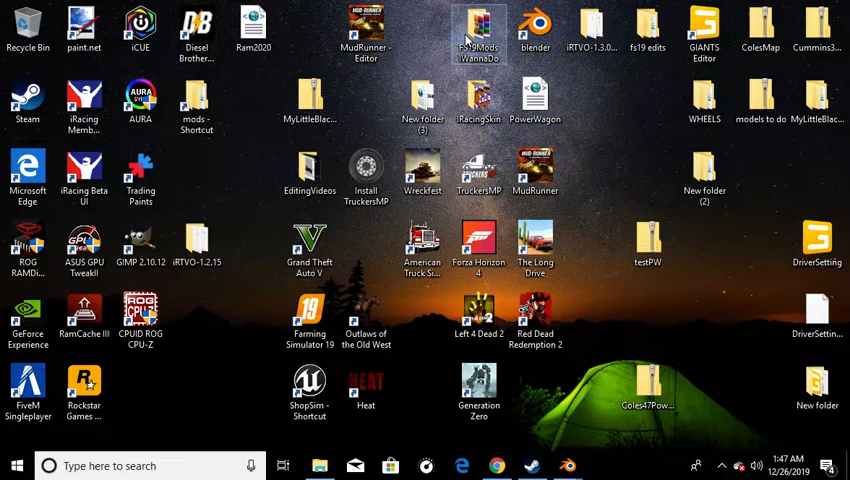 Recycle Bin
paint.net
iCUE
Diesel
Brother...
Ram2020
MudRunner -
Editor
FS19Mods
IWannaDo
blender
iRTVO-1.3.0...
fs19 edits
GIANTS
Editor
ColesMap
Cummins3...
Steam
iRacing
Memb...
AURA
mods -
Shortcut
MyLittleBlac...
New folder
(3)
IRacingSkin
PowerWagon
WHEELS
models to do
MyLittleBlac...
Microsoft
Edge
iRacing Beta
UI
Trading
Paints
EditingVideos
Install
TruckersMP
Wreckfest
TruckersMP
MudRunner
New folder
(2)
ROG
RAMDi...
ASUS GPU
TweakII
GIMP 2.10.12
iRTVO-1.2.15
Grand Theft
Auto V
American
Truck Si...
Forza Horizon
4
The Long
Drive
testPW
DriverSetting
GeForce
Experience
RamCache III
CPUID ROG
CPU-Z
Farming
Simulator 19
Outlaws of
the Old West
Left 4 Dead 2
Red Dead
Redemption 2
DriverSettin...
FiveM
Singleplayer
Rockstar
Games ...
ShopSim -
Shortcut
HEAT
Heat
Generation
Zero
Coles47Pow...
New folder
Type here to search
1:47 AM
12/26/2019
4